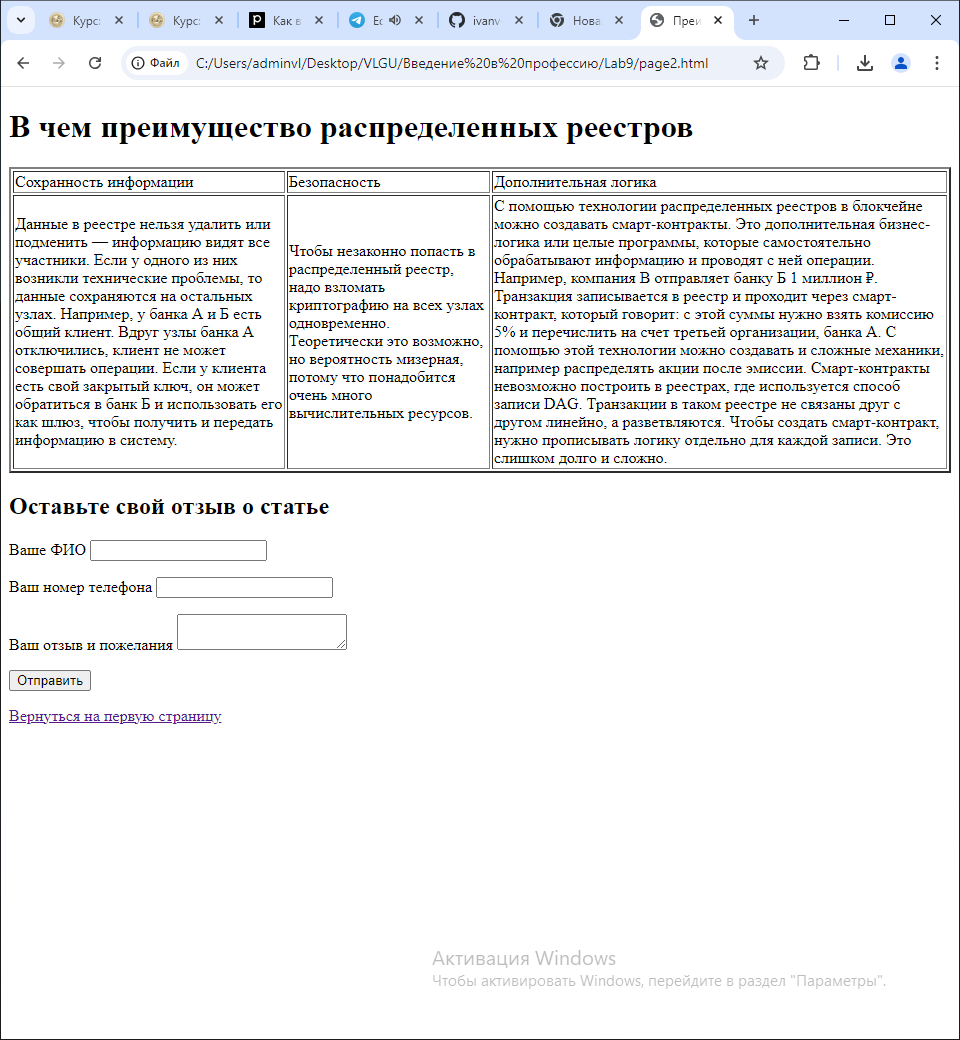 Курс:
Курс:
Как в
Ес
ivanv
Нова
Преи
Файл
C:/Users/adminvl/Desktop/VLGU/Введение%20в%20профессию/Lab9/page2.html
В чем преимущество распределенных реестров
Сохранность информации
Безопасность
Дополнительная логика
Данные в реестре нельзя удалить или
подменить — информацию видят все
участники. Если у одного из них
возникли технические проблемы, то
данные сохраняются на остальных
узлах. Например, у банка А и Б есть
общий клиент. Вдруг узлы банка А
отключились, клиент не может
совершать операции. Если у клиента
есть свой закрытый ключ, он может
обратиться в банк Б и использовать его
как шлюз, чтобы получить и передать
информацию в систему.
Чтобы незаконно попасть в
распределенный реестр,
надо взломать
криптографию на всех узлах
одновременно.
Теоретически это возможно,
но вероятность мизерная,
потому что понадобится
очень много
вычислительных ресурсов.
С помощью технологии распределенных реестров в блокчейне
можно создавать смарт-контракты. Это дополнительная бизнес-
логика или целые программы, которые самостоятельно
обрабатывают информацию и проводят с ней операции.
Например, компания В отправляет банку Б 1 миллион ₽.
Транзакция записывается в реестр и проходит через смарт-
контракт, который говорит: с этой суммы нужно взять комиссию
5% и перечислить на счет третьей организации, банка А. С
помощью этой технологии можно создавать и сложные механики,
например распределять акции после эмиссии. Смарт-контракты
невозможно построить в реестрах, где используется способ
записи DAG. Транзакции в таком реестре не связаны друг с
другом линейно, а разветвляются. Чтобы создать смарт-контракт,
нужно прописывать логику отдельно для каждой записи. Это
слишком долго и сложно.
Оставьте свой отзыв о статье
Ваше ФИО
Ваш номер телефона
Ваш отзыв и пожелания
Отправить
Вернуться на первую страницу
Активация Windows
Чтобы активировать Windows, перейдите в раздел "Параметры".